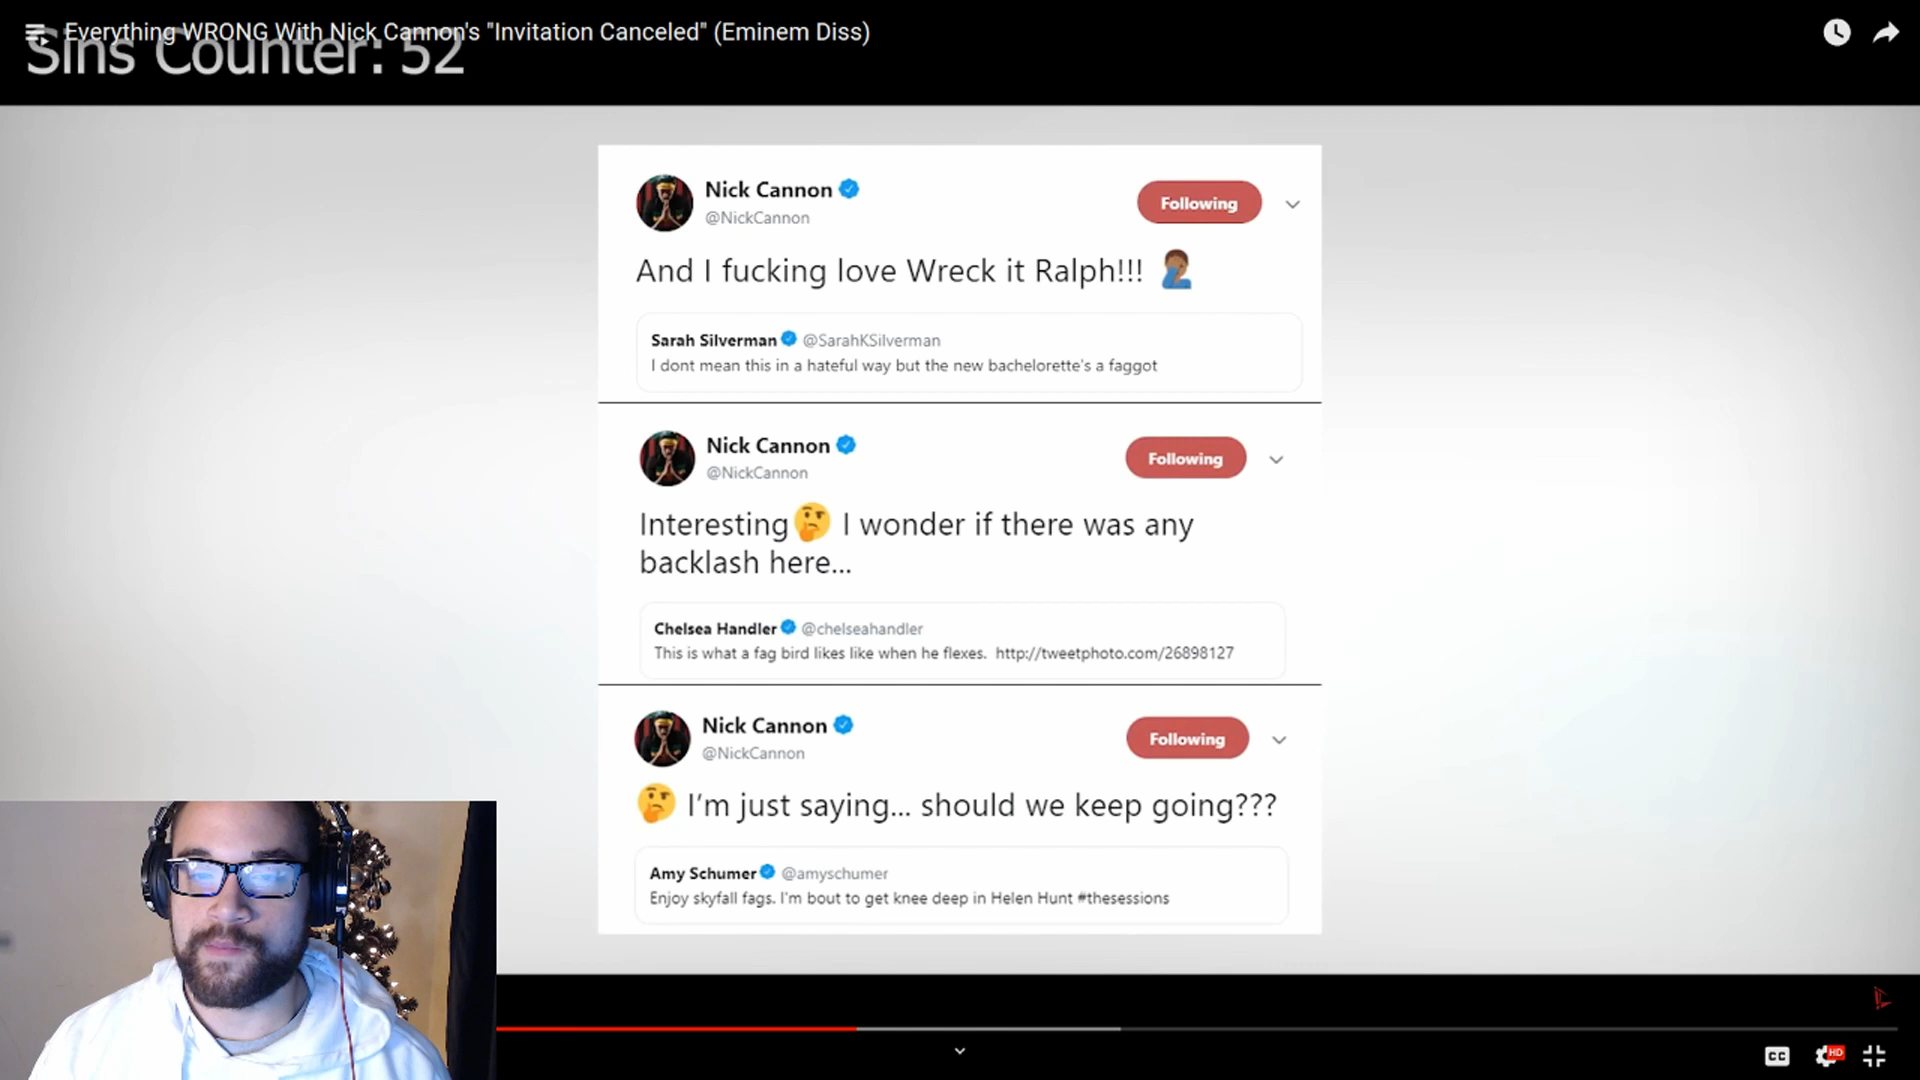 Everything WRONG With Nick Cannon's "Invitation Canceled" (Eminem Diss)
Sins Counter: 52
Nick Cannon
Following
@NickCannon
And I fucking love Wreck it Ralph!!!
Sarah Silverman @SarahKSilverman
I dont mean this in a hateful way but the new bachelorette's a faggot
Nick Cannon
Following
@NickCannon
Interesting I wonder if there was any
backlash here...
Chelsea Handler @chelseahandler
This is what a fag bird likes like when he flexes. http://tweetphoto.com/26898127
Nick Cannon
Following
@NickCannon
I'm just saying... should we keep going???
Amy Schumer @amyschumer
Enjoy skyfall fags. I'm bout to get knee deep in Helen Hunt #thesessions
CC
HD